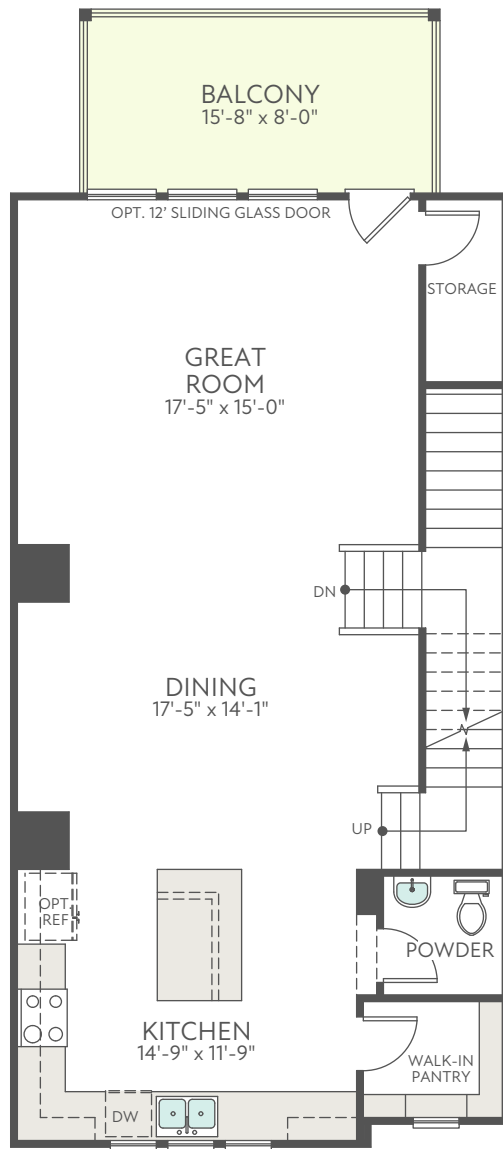 BALCONY
15'-8" x 8'-0"
OPT. 12’ SLIDING GLASS DOOR
STORAGE
GREAT
ROOM
17'-5" x 15'-0"
DN
DINING
17'-5" x 14'-1"
UP
OPT
REF
POWDER
KITCHEN
14'-9" x 11'-9"
WALK-IN
PANTRY
DW